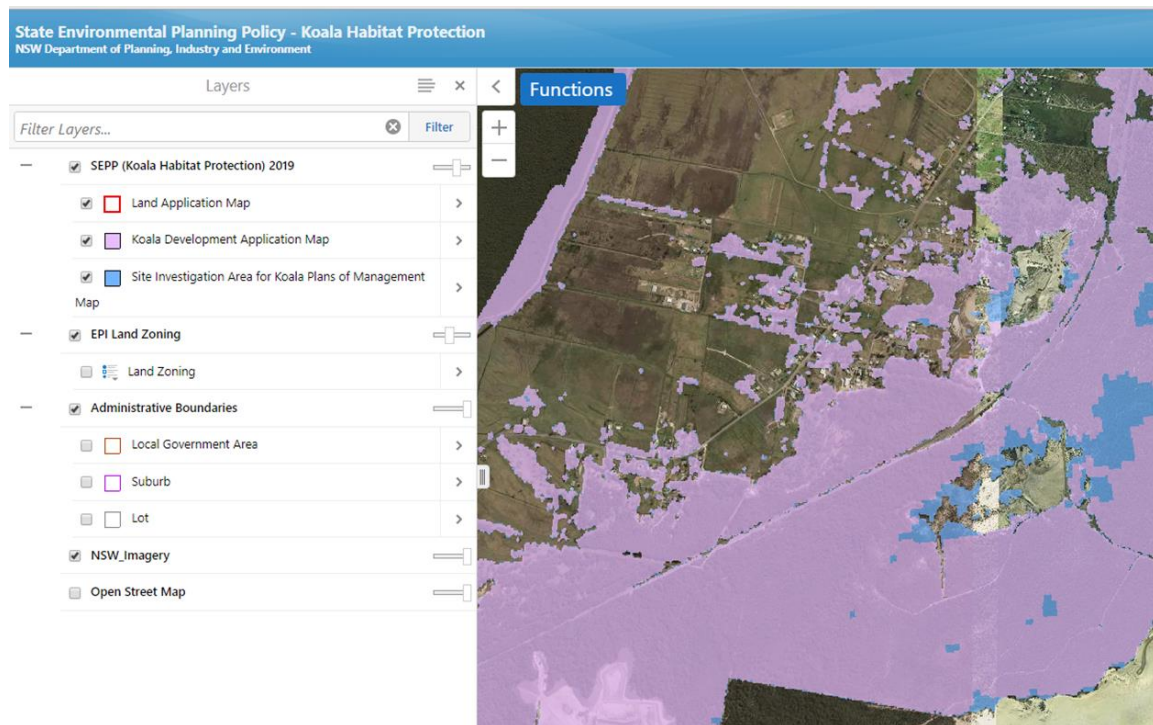 State Environmental Planning Policy - Koala Habitat Protection
NSW Department of Planning, Industry and Environment
Layers
Functions
Filter Layers...
Filter
SEPP (Koala Habitat Protection) 2019
Land Application Map
Koala Development Application Map
Site Investigation Area for Koala Plans of Management
Map
EPI Land Zoning
Land Zoning
Administrative Boundaries
Local Government Area
Suburb
Lot
NSW_Imagery
Open Street Map